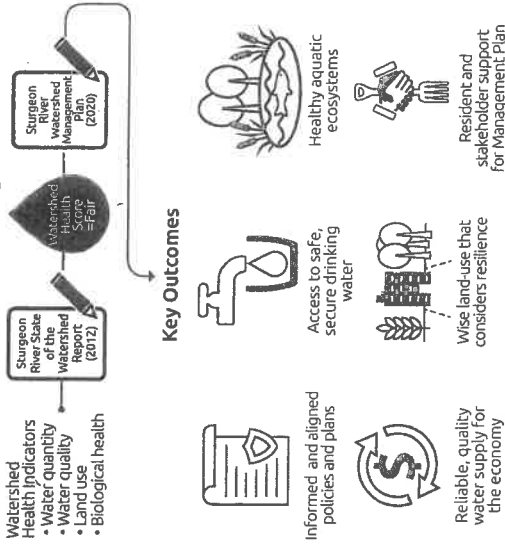 Watershed
Health Indicators
• Water quantity
• Water quality
• Land use
• Biological health
Sturgeon
River State
of the
Watershed
Report
(2012)
Watershed
Health
Score
=Fair
Sturgeon
River
Watershed
Management
Plan
(2020)
Key Outcomes
Informed and aligned
policies and plans
Access to safe,
secure drinking
water
Healthy aquatic
ecosystems
Reliable, quality
water supply for
the economy
Wise land-use that
considers resilience
Resident and
stakeholder support
for Management Plan